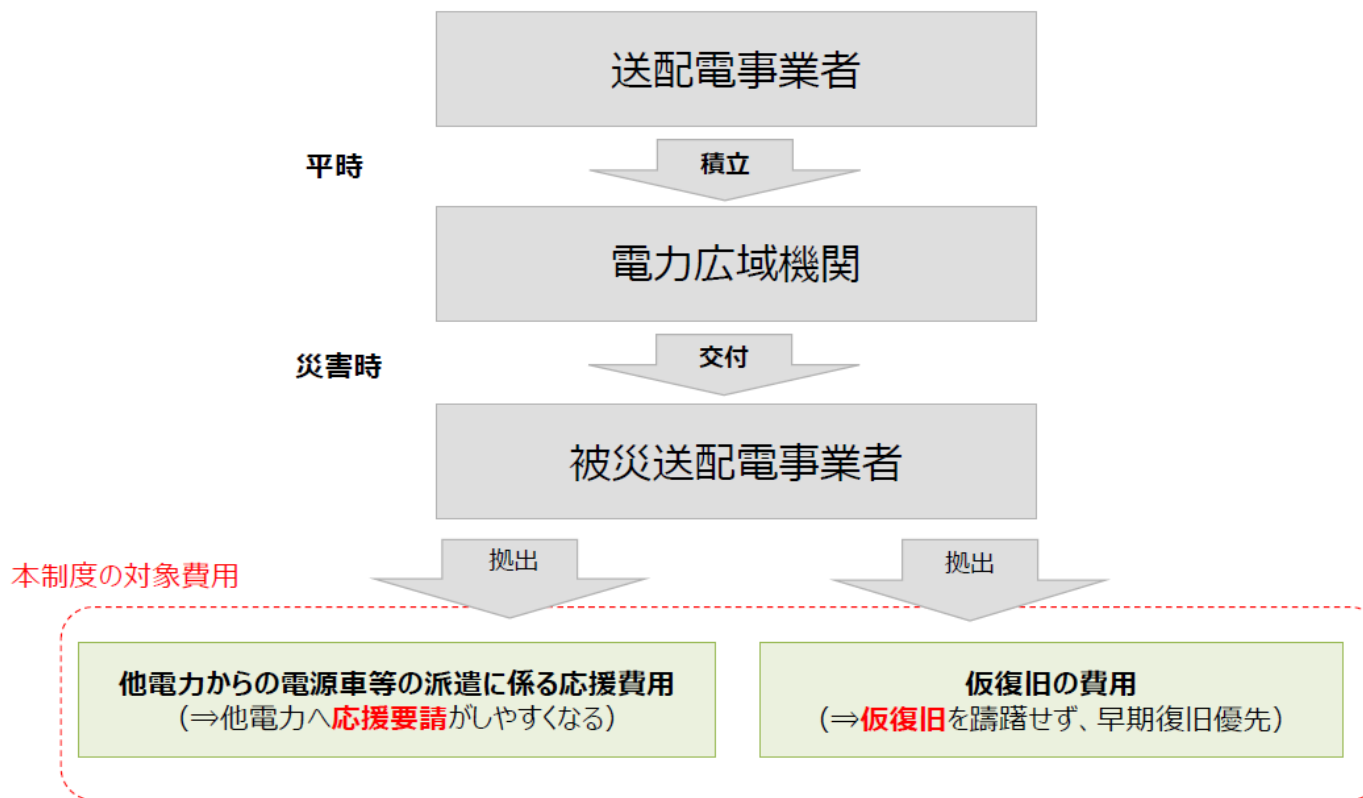 送配電事業者
平時
積立
電力広域機関
災害時
交付
被災送配電事業者
拠出
拠出
本制度の対象費用
他電力からの電源車等の派遣に係る応援費用
(⇒他電力へ応援要請がしやすくなる)
仮復旧の費用
(⇒仮復旧を躊躇せず、早期復旧優先)